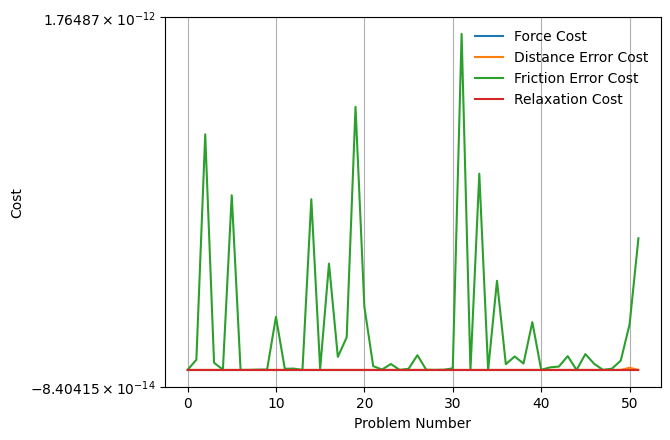 1.76487 × 10⁻¹²
Force Cost
Distance Error Cost
Friction Error Cost
Relaxation Cost
Cost
−8.40415 × 10⁻¹⁴
0 10 20 30 40 50
Problem Number